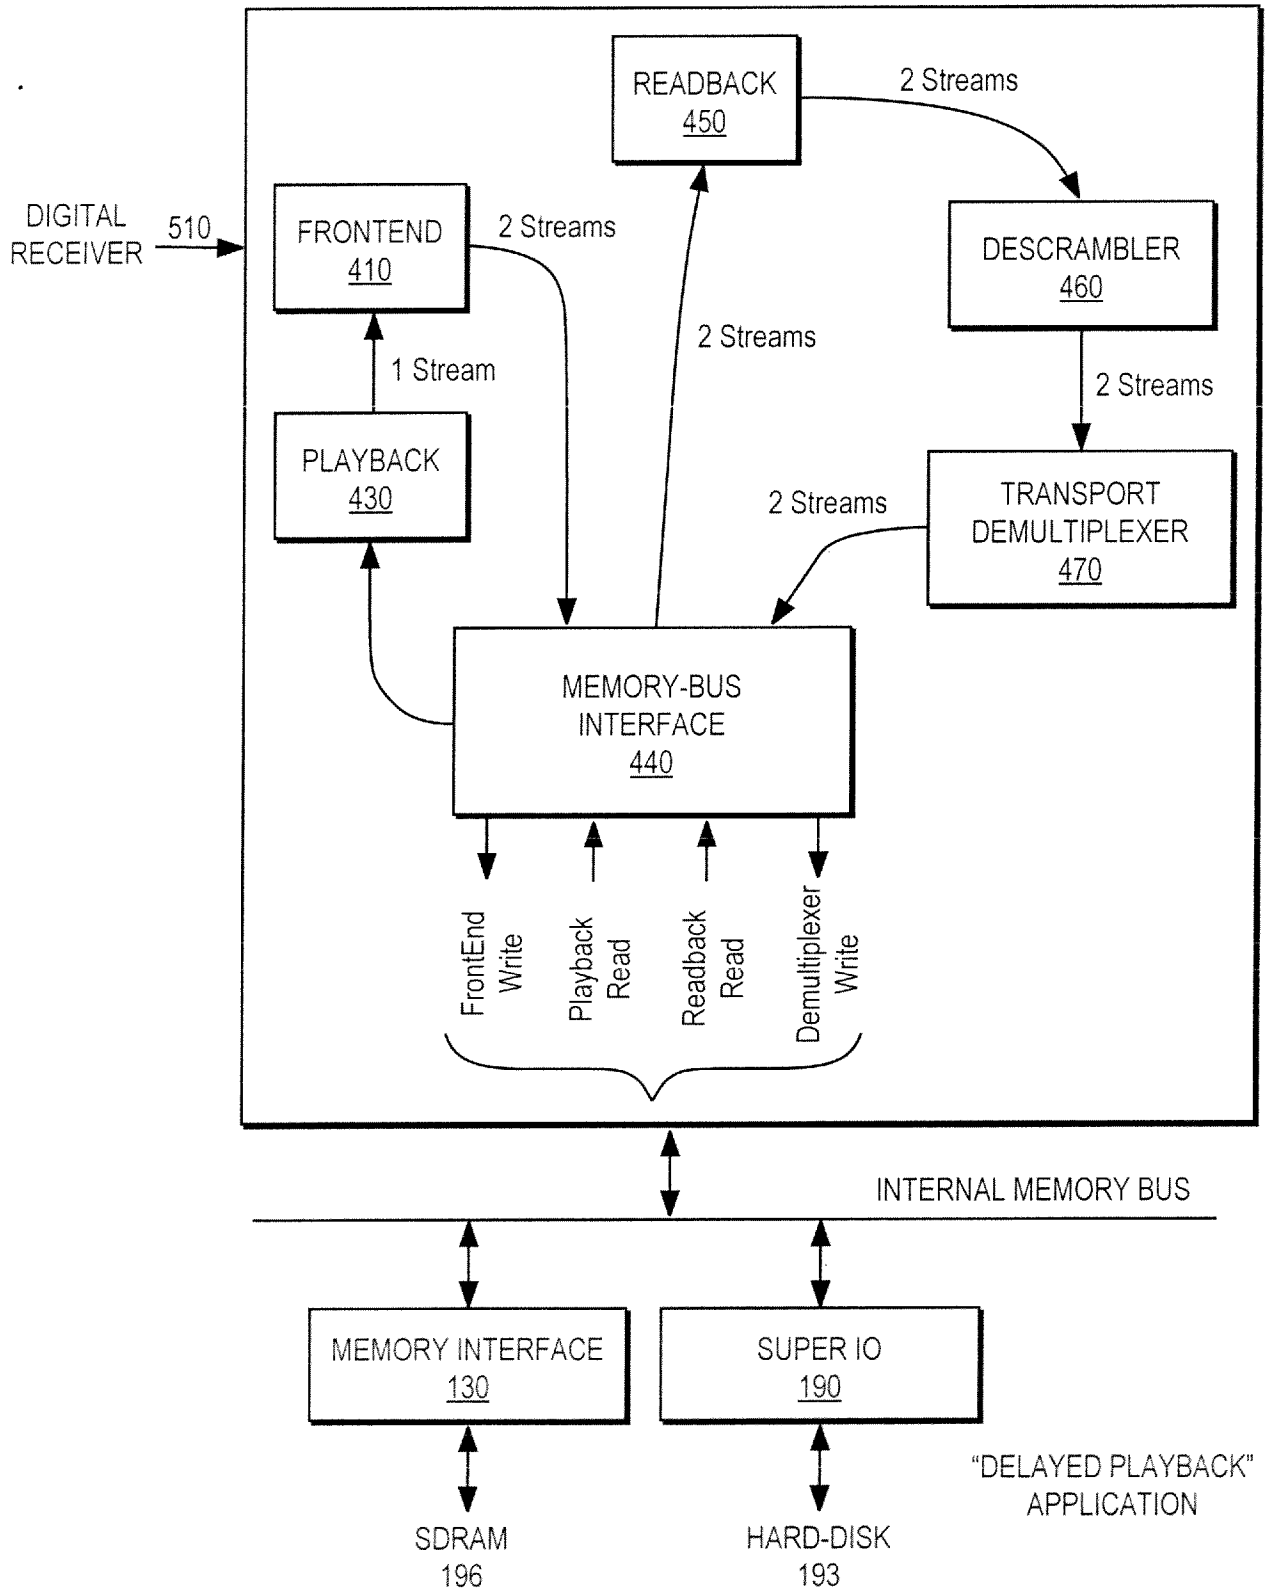 READBACK
450
2 Streams
DIGITAL
RECEIVER
510
FRONTEND
410
2 Streams
DESCRAMBLER
460
2 Streams
1 Stream
2 Streams
PLAYBACK
430
2 Streams
TRANSPORT
DEMULTIPLEXER
470
MEMORY-BUS
INTERFACE
440
FrontEnd
Write
Playback
Read
Readback
Read
Demultiplexer
Write
INTERNAL MEMORY BUS
MEMORY INTERFACE
130
SUPER IO
190
"DELAYED PLAYBACK"
APPLICATION
SDRAM
196
HARD-DISK
193